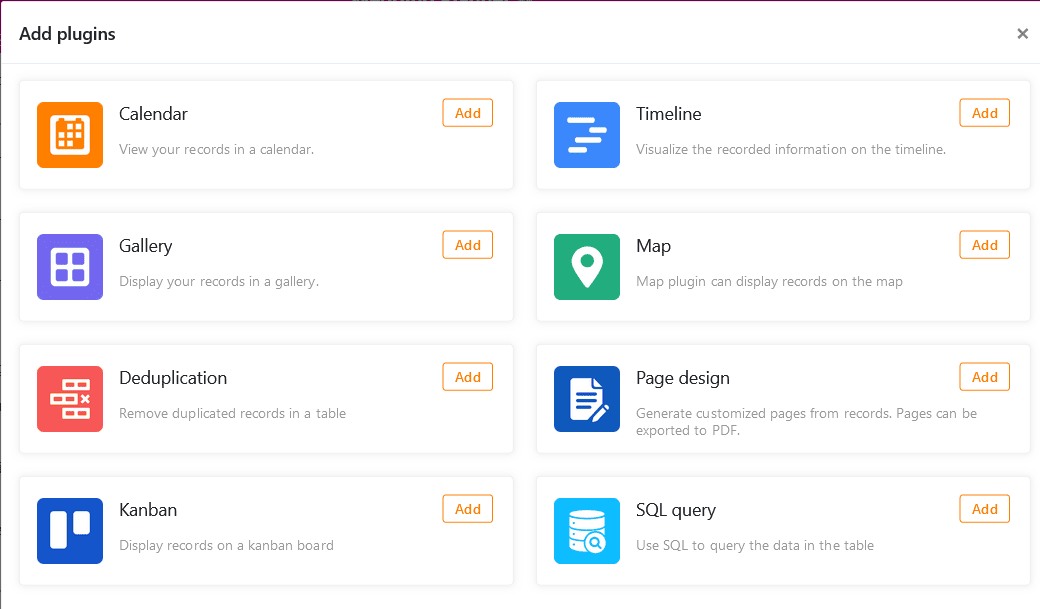 Add plugins
Calendar
Add
View your records in a calendar.
Timeline
Add
Visualize the recorded information on the timeline.
Gallery
Add
Display your records in a gallery.
Map
Add
Map plugin can display records on the map
Deduplication
Add
Remove duplicated records in a table
Page design
Add
Generate customized pages from records. Pages can be
exported to PDF.
Kanban
Add
Display records on a kanban board
SQL query
Add
Use SQL to query the data in the table